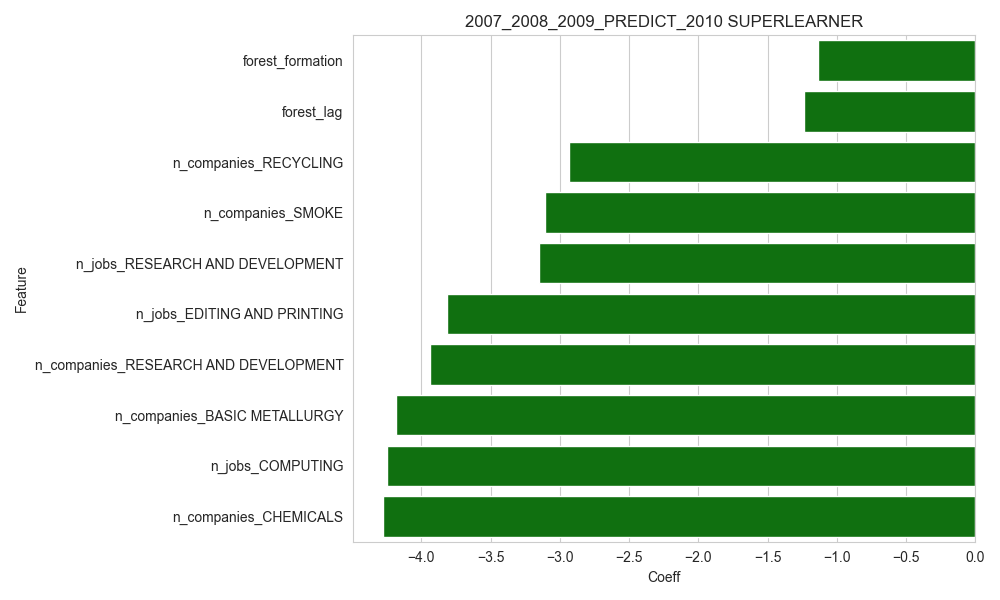 2007_2008_2009_PREDICT_2010 SUPERLEARNER
Feature
forest_formation
forest_lag
n_companies_RECYCLING
n_companies_SMOKE
n_jobs_RESEARCH AND DEVELOPMENT
n_jobs_EDITING AND PRINTING
n_companies_RESEARCH AND DEVELOPMENT
n_companies_BASIC METALLURGY
n_jobs_COMPUTING
n_companies_CHEMICALS
−4.0 −3.5 −3.0 −2.5 −2.0 −1.5 −1.0 −0.5 0.0
Coeff